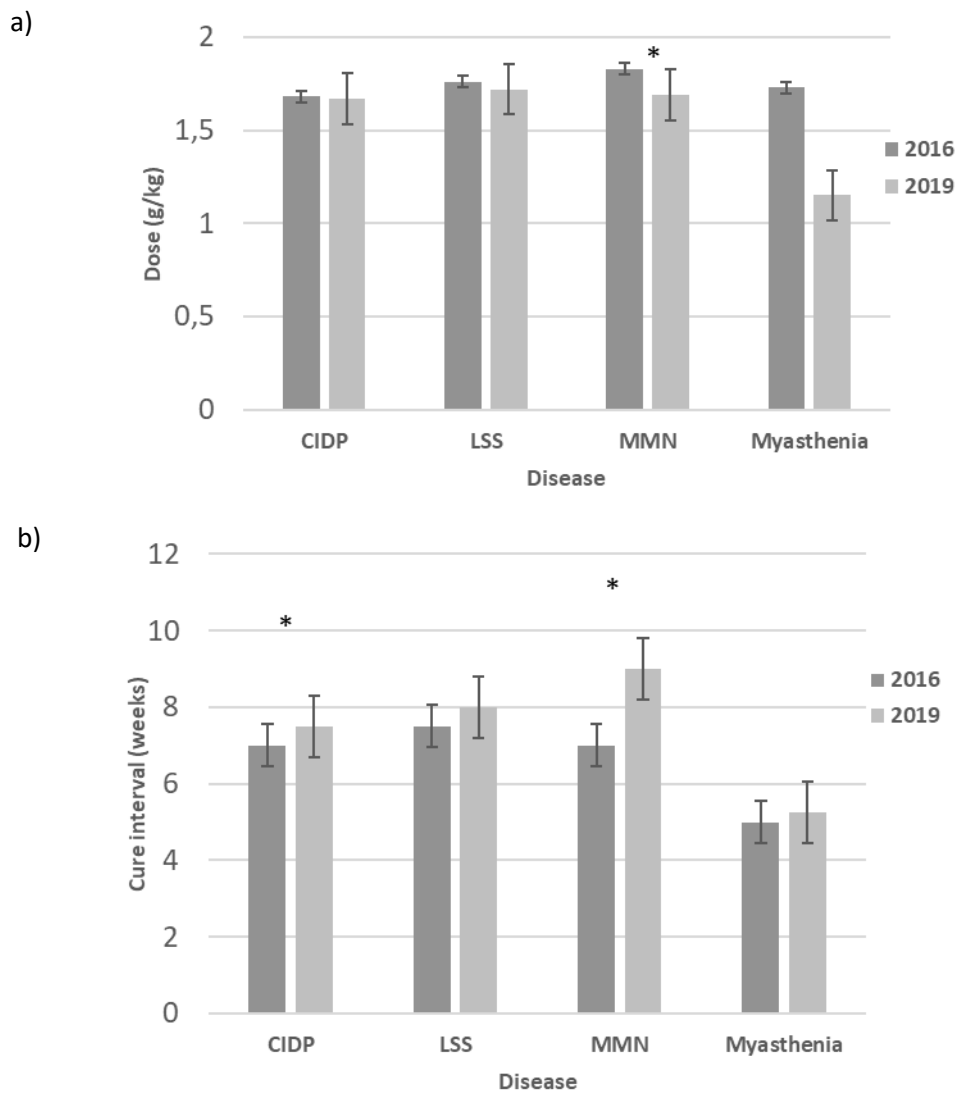 a)
2
*
1,5
1
0,5
0
Dose (g/kg)
2016
2019
CIDP LSS MMN Myasthenia
Disease
b)
12
10
8
6
4
2
0
*
*
Cure interval (weeks)
2016
2019
CIDP LSS MMN Myasthenia
Disease